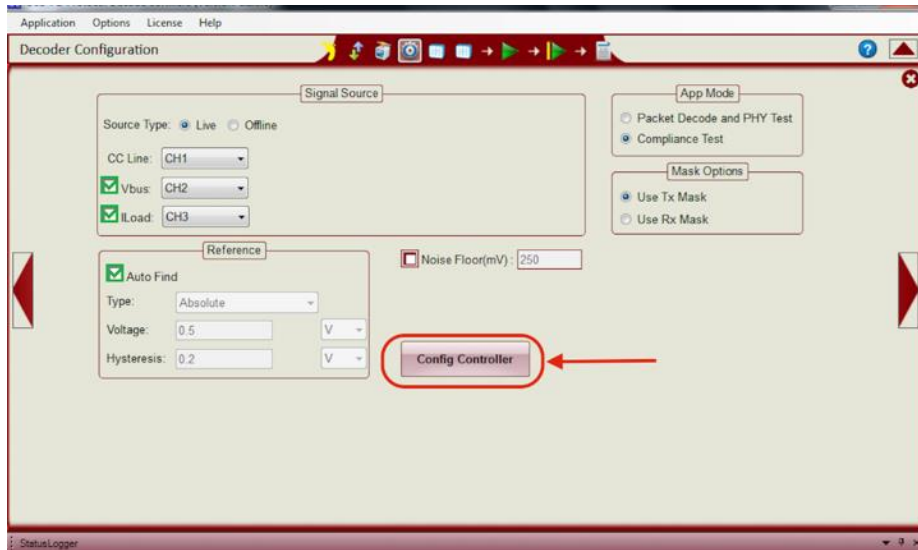 Application Options License Help
Decoder Configuration
Signal Source
Source Type: Live Offline
CC Line: CH1
Vbus: CH2
ILoad: CH3
App Mode
Packet Decode and PHY Test
Compliance Test
Mask Options
Use Tx Mask
Use Rx Mask
Reference
Auto Find
Type: Absolute
Voltage: 0.5 V
Hysteresis: 0.2 V
Noise Floor(mV) : 250
Config Controller
StatusLogger